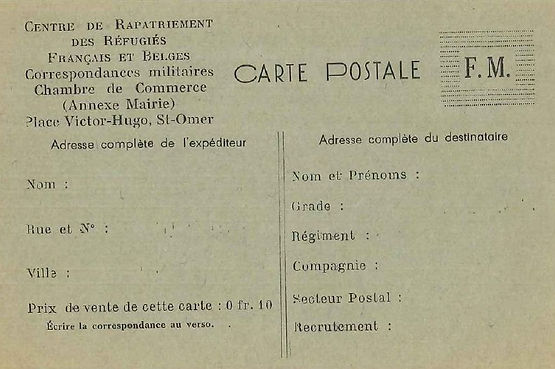 Centre de Rapatriement
des Réfugiés
Français et Belges
Correspondances militaires
Chambre de Commerce
(Annexe Mairie)
Place Victor-Hugo, St-Omer
CARTE POSTALE
F. M.
Adresse complète de l'expéditeur
Nom :
Rue et N° :
Ville :
Prix de vente de cette carte : 0 fr. 10
Écrire la correspondance au verso.
Adresse complète du destinataire
Nom et Prénoms :
Grade :
Régiment :
Compagnie :
Secteur Postal :
Recrutement :